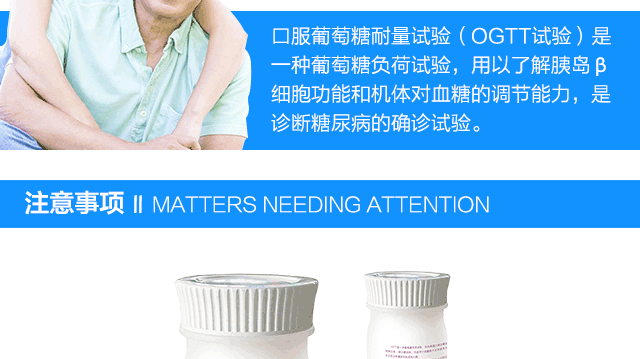 口服葡萄糖耐量试验（OGTT试验）是
一种葡萄糖负荷试验，用以了解胰岛β
细胞功能和机体对血糖的调节能力，是
诊断糖尿病的确诊试验。
注意事项 || MATTERS NEEDING ATTENTION